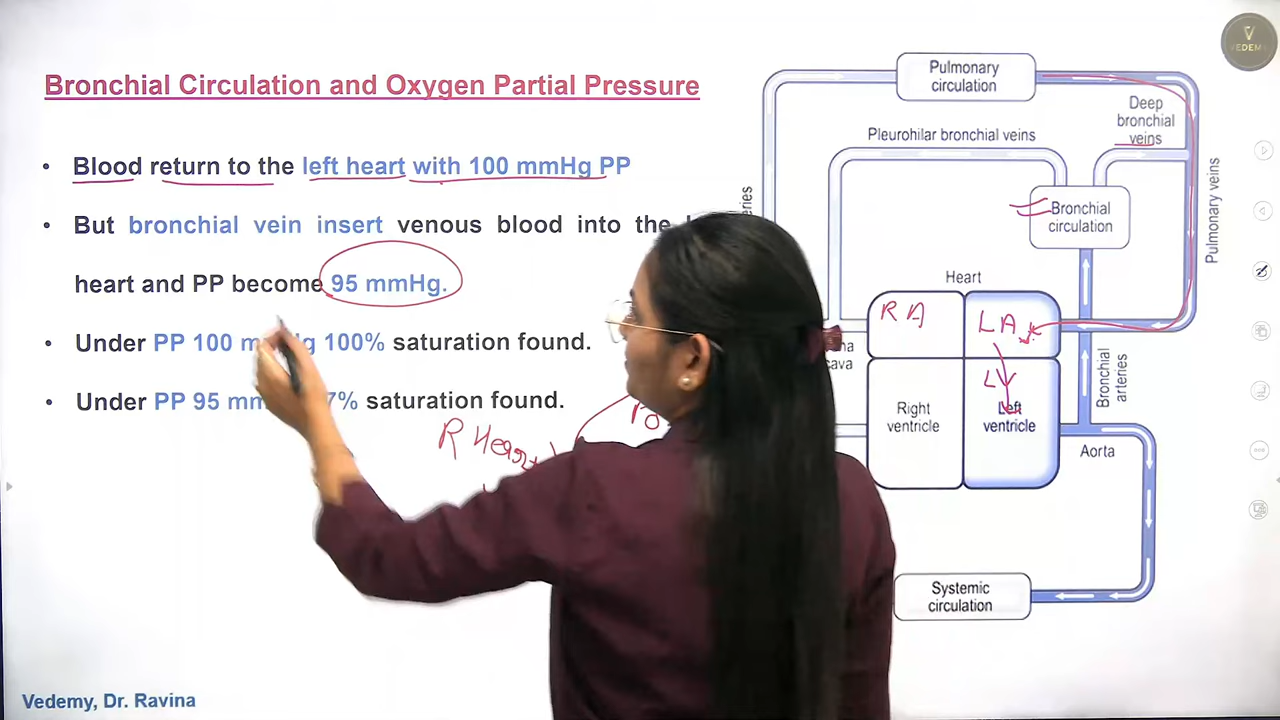 Bronchial Circulation and Oxygen Partial Pressure
• Blood return to the left heart with 100 mmHg PP
• But bronchial vein insert venous blood into the
heart and PP become 95 mmHg.
• Under PP 100 100% saturation found.
• Under PP 95 saturation found.
R Heart
Pulmonary
circulation
Deep
bronchial
veins
Pleurohilar bronchial veins
Bronchial
circulation
Pulmonary veins
Heart
R A
L A
LV
Right
ventricle
Left
ventricle
Bronchial
arteries
Aorta
cava
Systemic
circulation
VEDEMY
Vedemy, Dr. Ravina